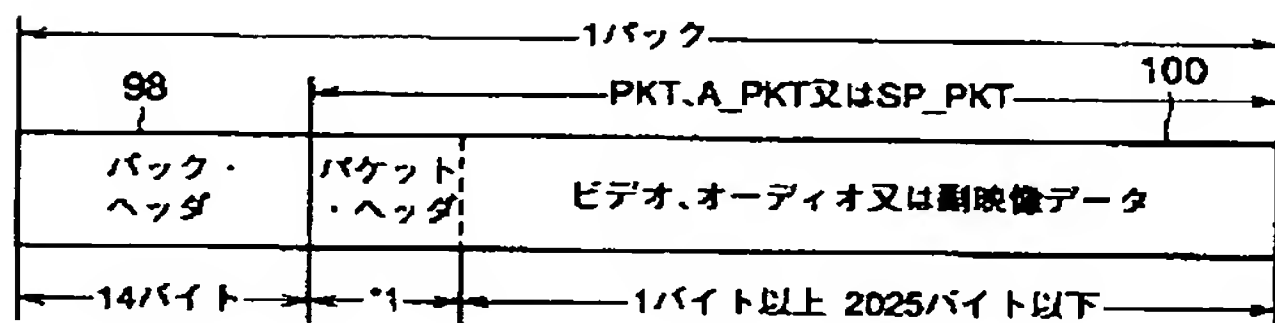 1パック
98
100
PKT、A_PKT又はSP_PKT
パック・
ヘッダ
パケット
・ヘッダ
ビデオ、オーディオ又は副映像データ
14バイト
*1
1バイト以上 2025バイト以下